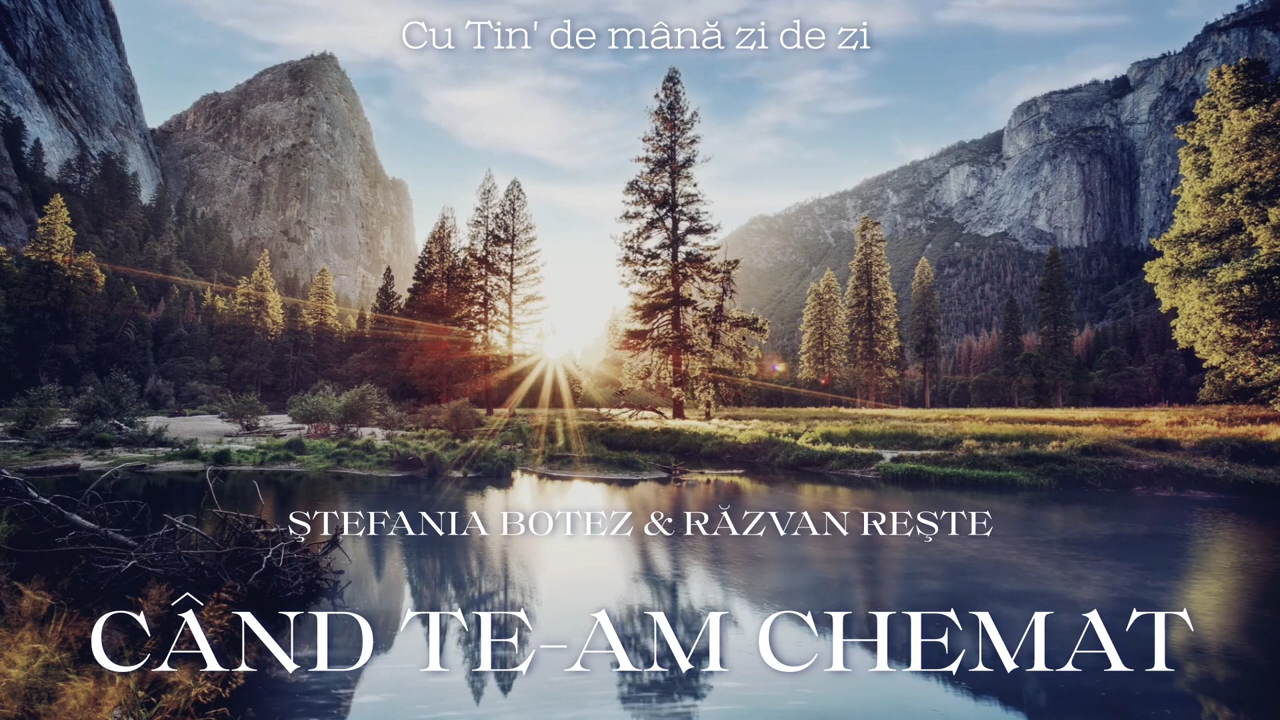 Cu Tin' de mână zi de zi
ŞTEFANIA BOTEZ & RĂZVAN REŞTE
CÂND TE-AM CHEMAT